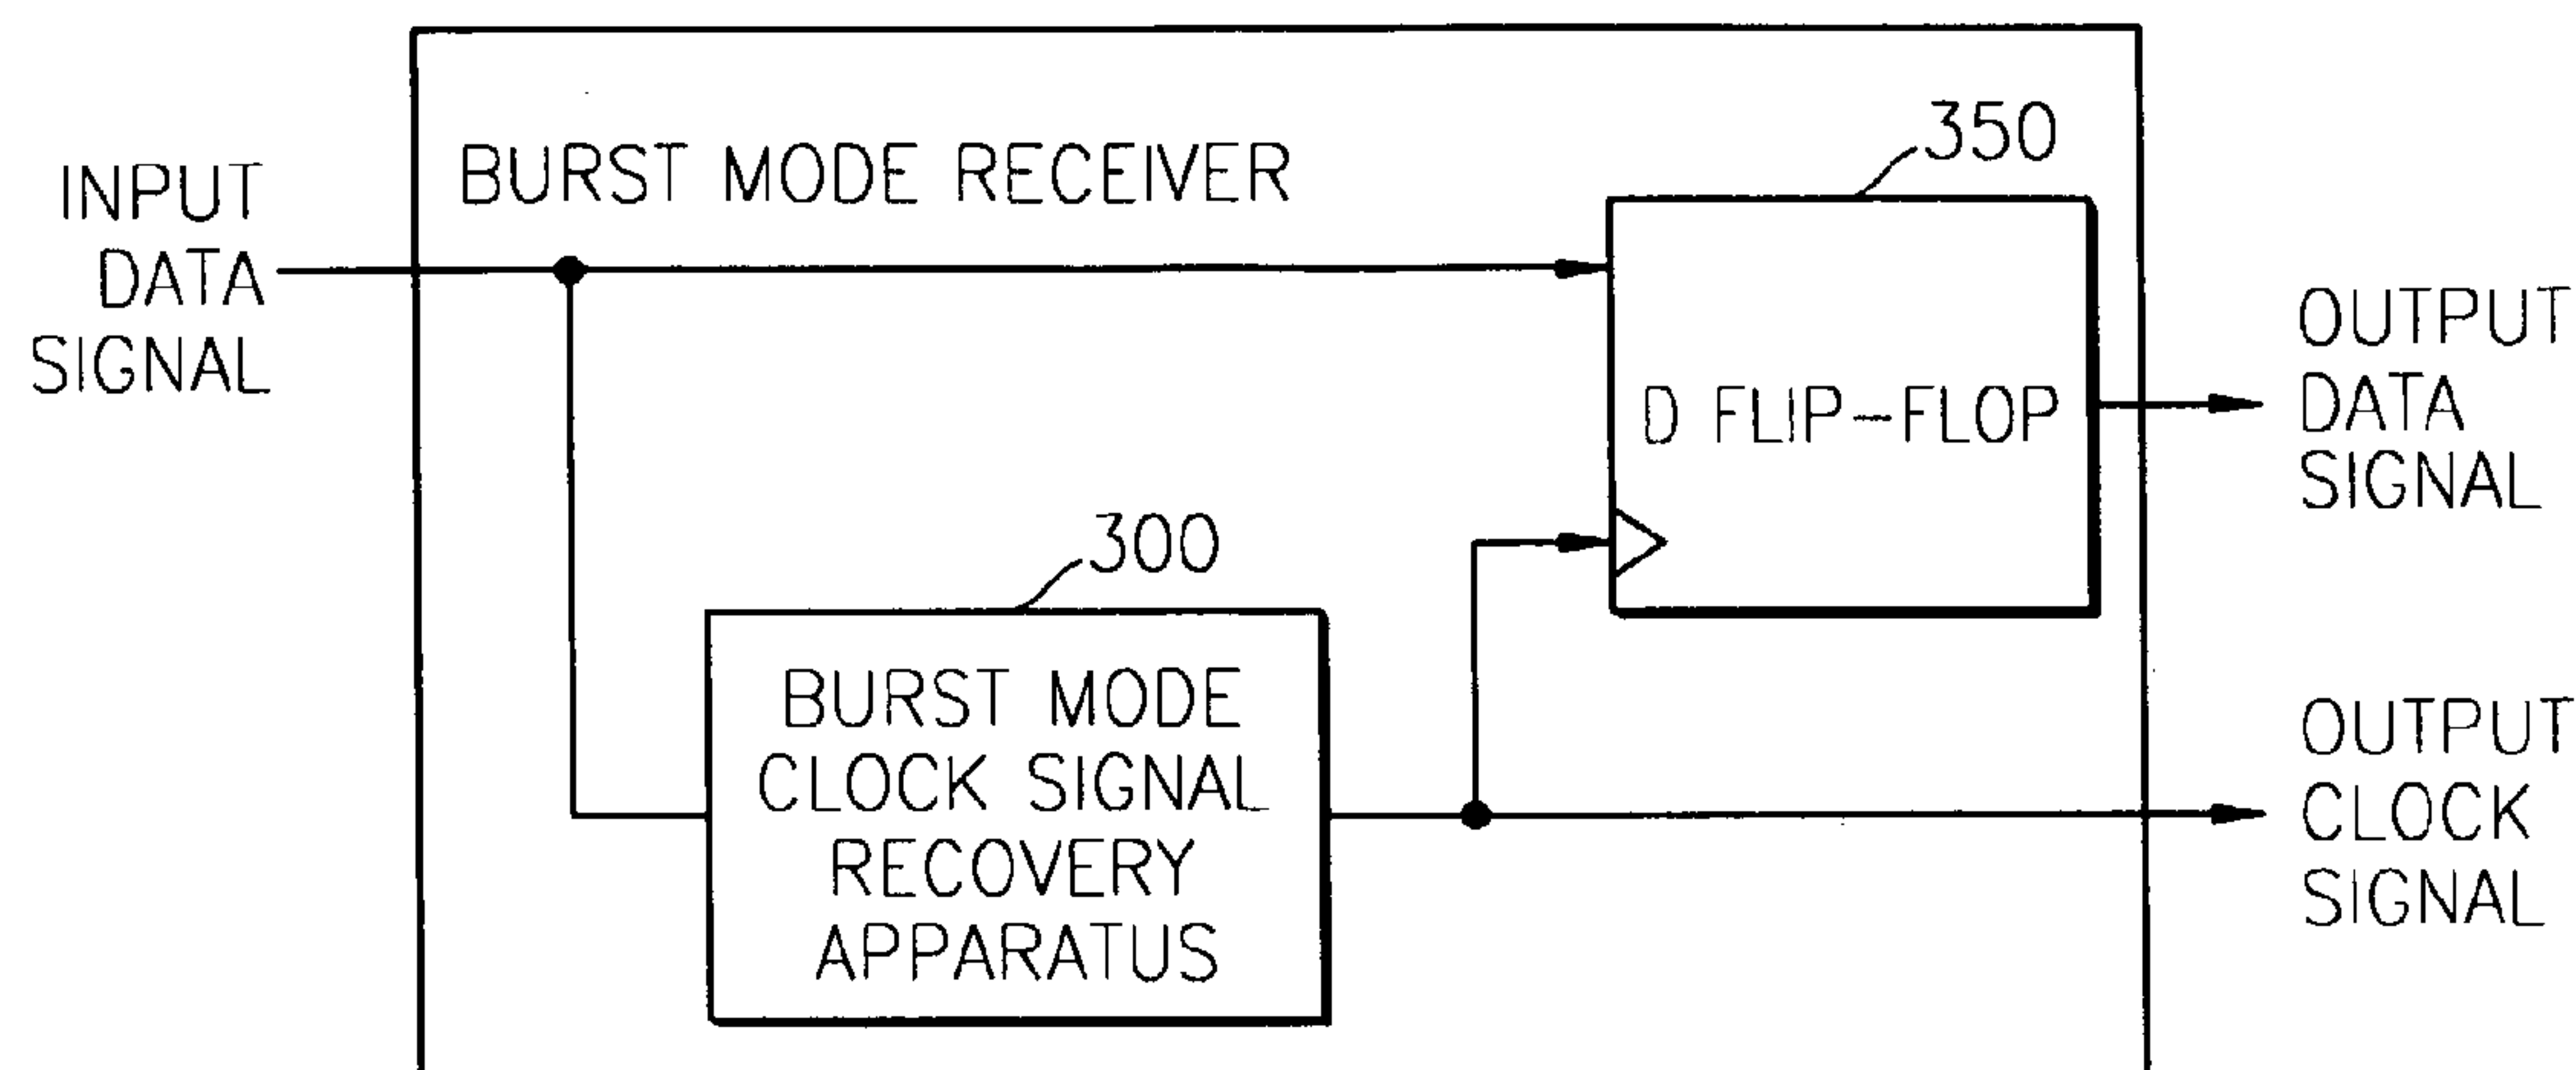 INPUT
DATA
SIGNAL
BURST MODE RECEIVER
350
D FLIP-FLOP
300
BURST MODE
CLOCK SIGNAL
RECOVERY
APPARATUS
OUTPUT
DATA
SIGNAL
OUTPUT
CLOCK
SIGNAL